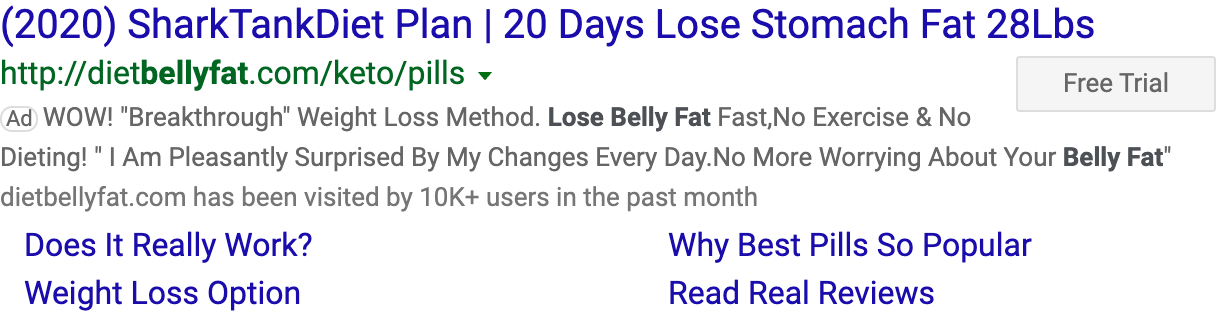 (2020) SharkTankDiet Plan | 20 Days Lose Stomach Fat 28Lbs
http://dietbellyfat.com/keto/pills
Free Trial
Ad WOW! "Breakthrough" Weight Loss Method. Lose Belly Fat Fast,No Exercise & No
Dieting! " I Am Pleasantly Surprised By My Changes Every Day.No More Worrying About Your Belly Fat"
dietbellyfat.com has been visited by 10K+ users in the past month
Does It Really Work?
Why Best Pills So Popular
Weight Loss Option
Read Real Reviews